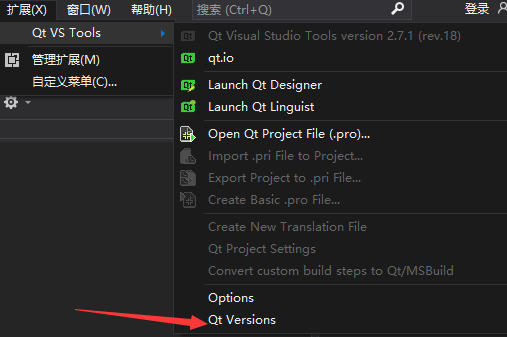 扩展(X) 窗口(W) 帮助(H) 搜索 (Ctrl+Q) 登录
Qt VS Tools
管理扩展(M)
自定义菜单(C)...
Qt Visual Studio Tools version 2.7.1 (rev.18)
Qt qt.io
Qt Launch Qt Designer
Qt Launch Qt Linguist
Open Qt Project File (.pro)...
Import .pri File to Project...
Export Project to .pri File...
Create Basic .pro File...
Create New Translation File
Qt Project Settings
Convert custom build steps to Qt/MSBuild
Options
Qt Versions